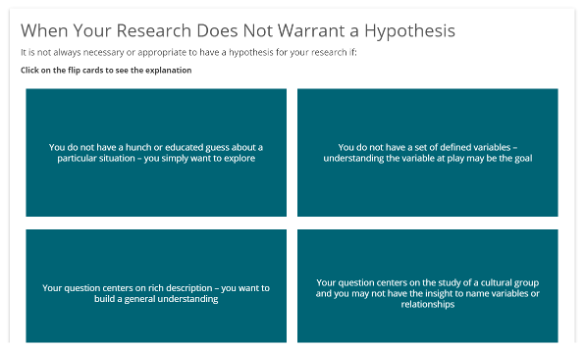 When Your Research Does Not Warrant a Hypothesis
It is not always necessary or appropriate to have a hypothesis for your research if:
Click on the flip cards to see the explanation
You do not have a hunch or educated guess about a
particular situation – you simply want to explore
You do not have a set of defined variables –
understanding the variable at play may be the goal
Your question centers on rich description – you want to
build a general understanding
Your question centers on the study of a cultural group
and you may not have the insight to name variables or
relationships